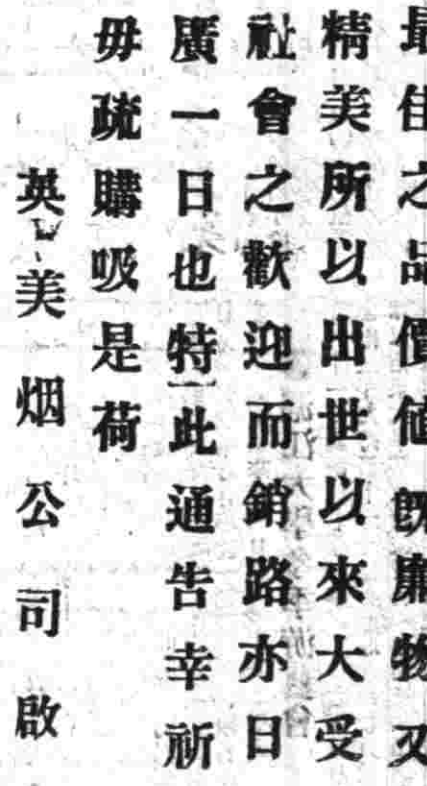 最佳之品價値既廉物又
精美所以出世以來大受
社會之歡迎而銷路亦日
廣一日也特此通告幸祈
毋疏購吸是荷
英美烟公司啟